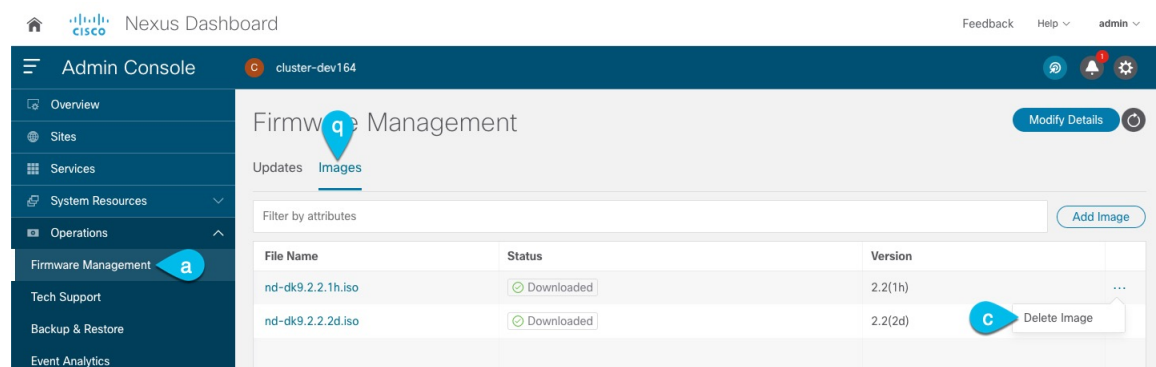 CISCO Nexus Dashboard Feedback Help admin
Admin Console C cluster-dev164 1
Overview
Sites
Services
System Resources
Operations
Firmware Management a
Tech Support
Backup & Restore
Event Analytics
Firmw q e Management Modify Details
Updates Images
Filter by attributes Add Image
File Name Status Version
nd-dk9.2.2.1h.iso Downloaded 2.2(1h) ...
nd-dk9.2.2.2d.iso Downloaded 2.2(2d) c Delete Image